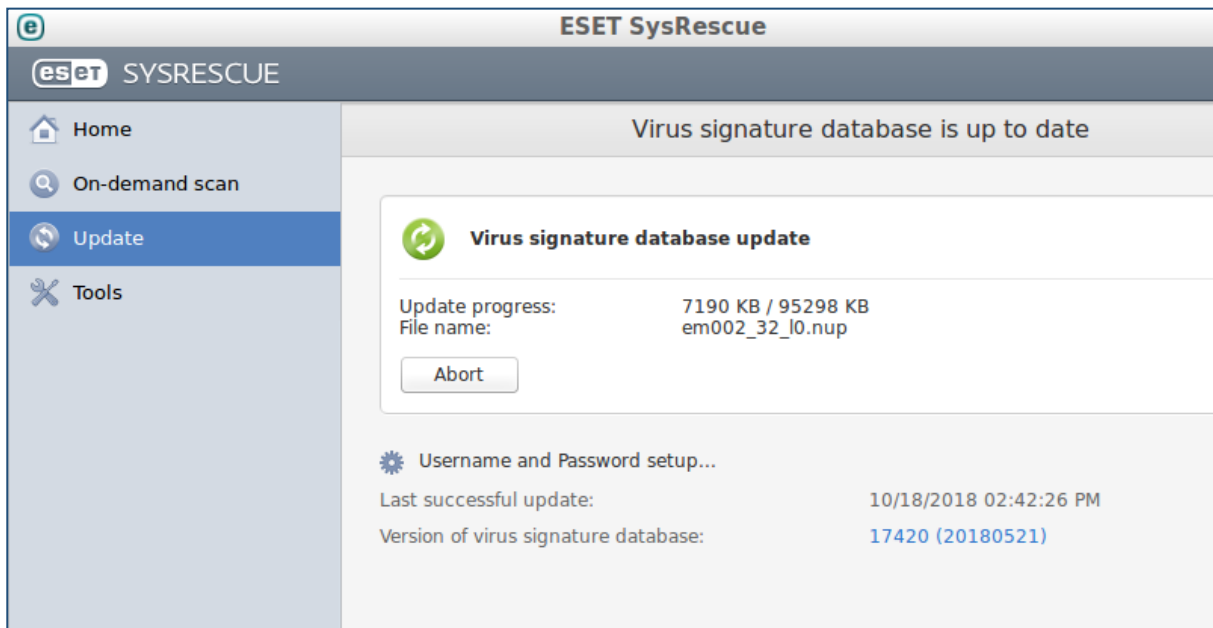 ESET SysRescue
eseт SYSRESCUE
Home
On-demand scan
Update
Tools
Virus signature database is up to date
Virus signature database update
Update progress: 7190 KB / 95298 KB
File name: em002_32_l0.nup
Abort
Username and Password setup...
Last successful update: 10/18/2018 02:42:26 PM
Version of virus signature database: 17420 (20180521)